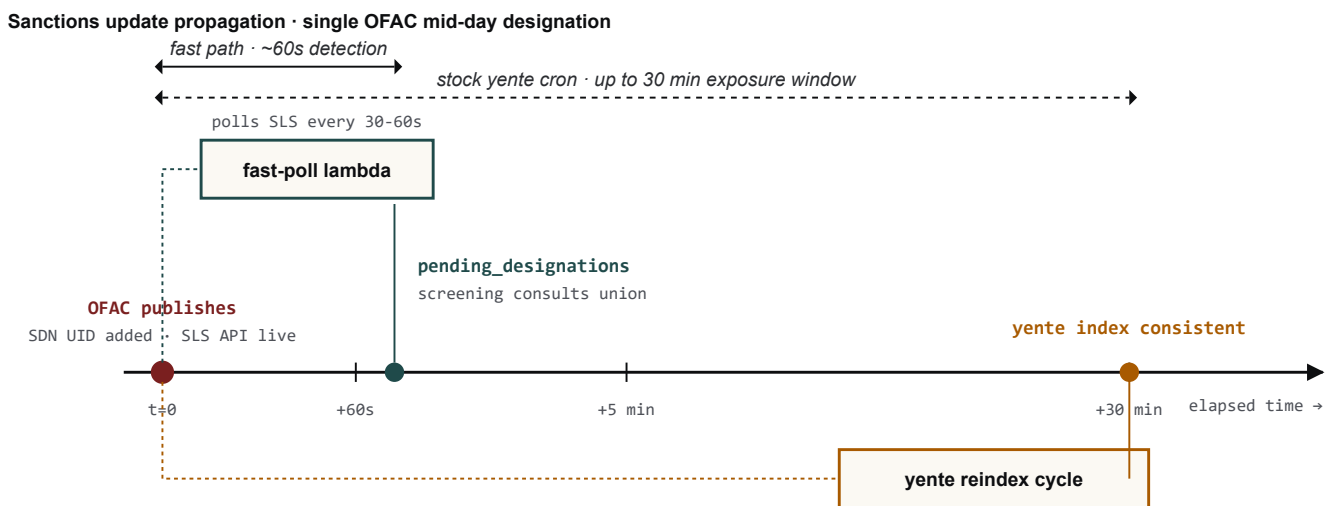 Sanctions update propagation · single OFAC mid-day designation
fast path · ~60s detection
stock yente cron · up to 30 min exposure window
polls SLS every 30-60s
fast-poll lambda
pending_designations
screening consults union
OFAC publishes
SDN UID added · SLS API live
yente index consistent
t=0
+60s
+5 min
+30 min
elapsed time →
yente reindex cycle